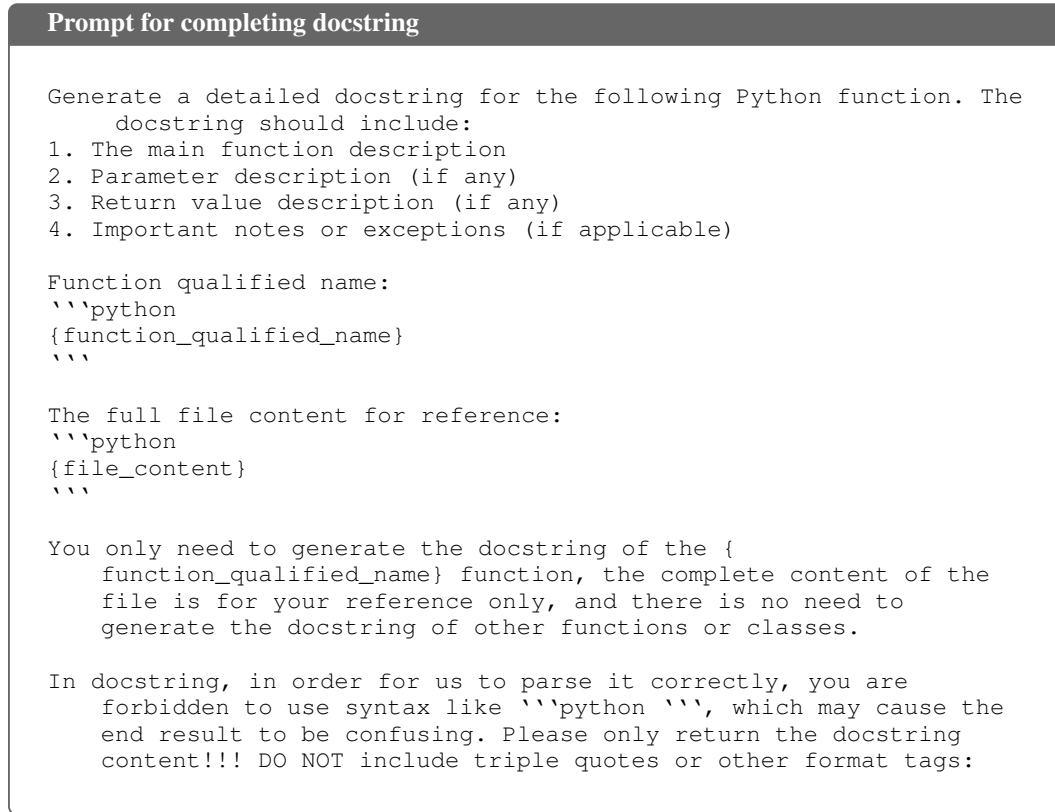 Prompt for completing docstring
Generate a detailed docstring for the following Python function. The
docstring should include:
1. The main function description
2. Parameter description (if any)
3. Return value description (if any)
4. Important notes or exceptions (if applicable)
Function qualified name:
```python
{function_qualified_name}
```
The full file content for reference:
```python
{file_content}
```
You only need to generate the docstring of the {
function_qualified_name} function, the complete content of the
file is for your reference only, and there is no need to
generate the docstring of other functions or classes.
In docstring, in order for us to parse it correctly, you are
forbidden to use syntax like ```python ```, which may cause the
end result to be confusing. Please only return the docstring
content!!! DO NOT include triple quotes or other format tags: